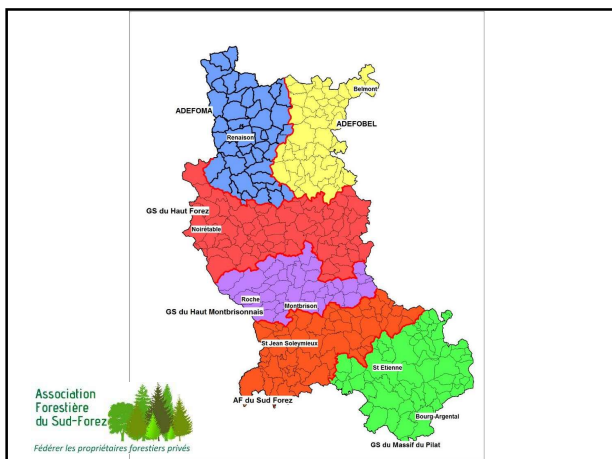 Belmont
ADEFOMA
ADEFOBEL
Renaison
GS du Haut Forez
Noirétable
Roche
Montbrison
GS du Haut Montbrisonnais
St Jean Soleymieux
St Etienne
AF du Sud Forez
Bourg-Argental
GS du Massif du Pilat
Association
Forestière
du Sud-Forez
Fédérer les propriétaires forestiers privés